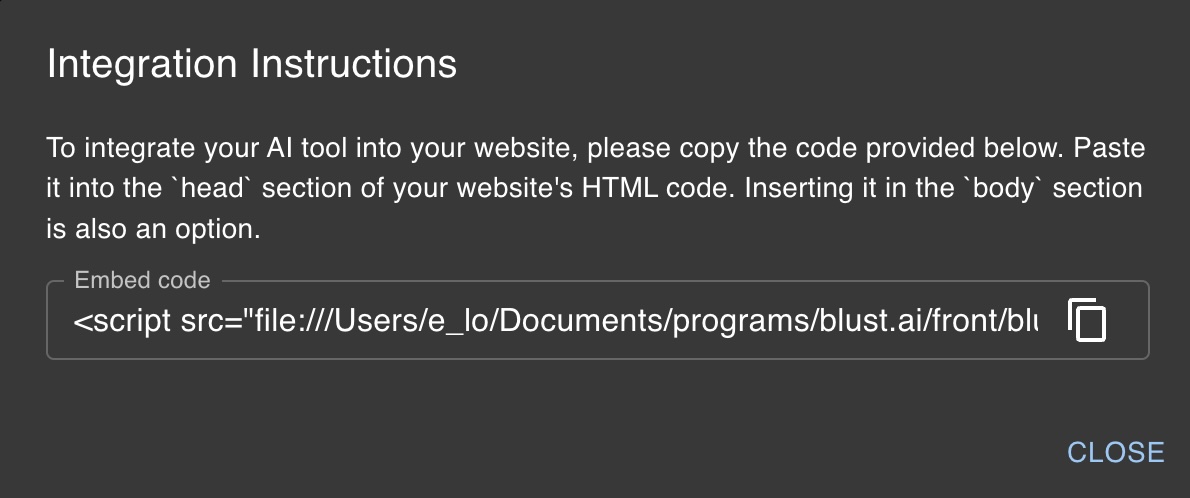 Integration Instructions
To integrate your AI tool into your website, please copy the code provided below. Paste
it into the `head` section of your website's HTML code. Inserting it in the `body` section
is also an option.
Embed code
<script src="file:///Users/e_lo/Documents/programs/blust.ai/front/blu
CLOSE